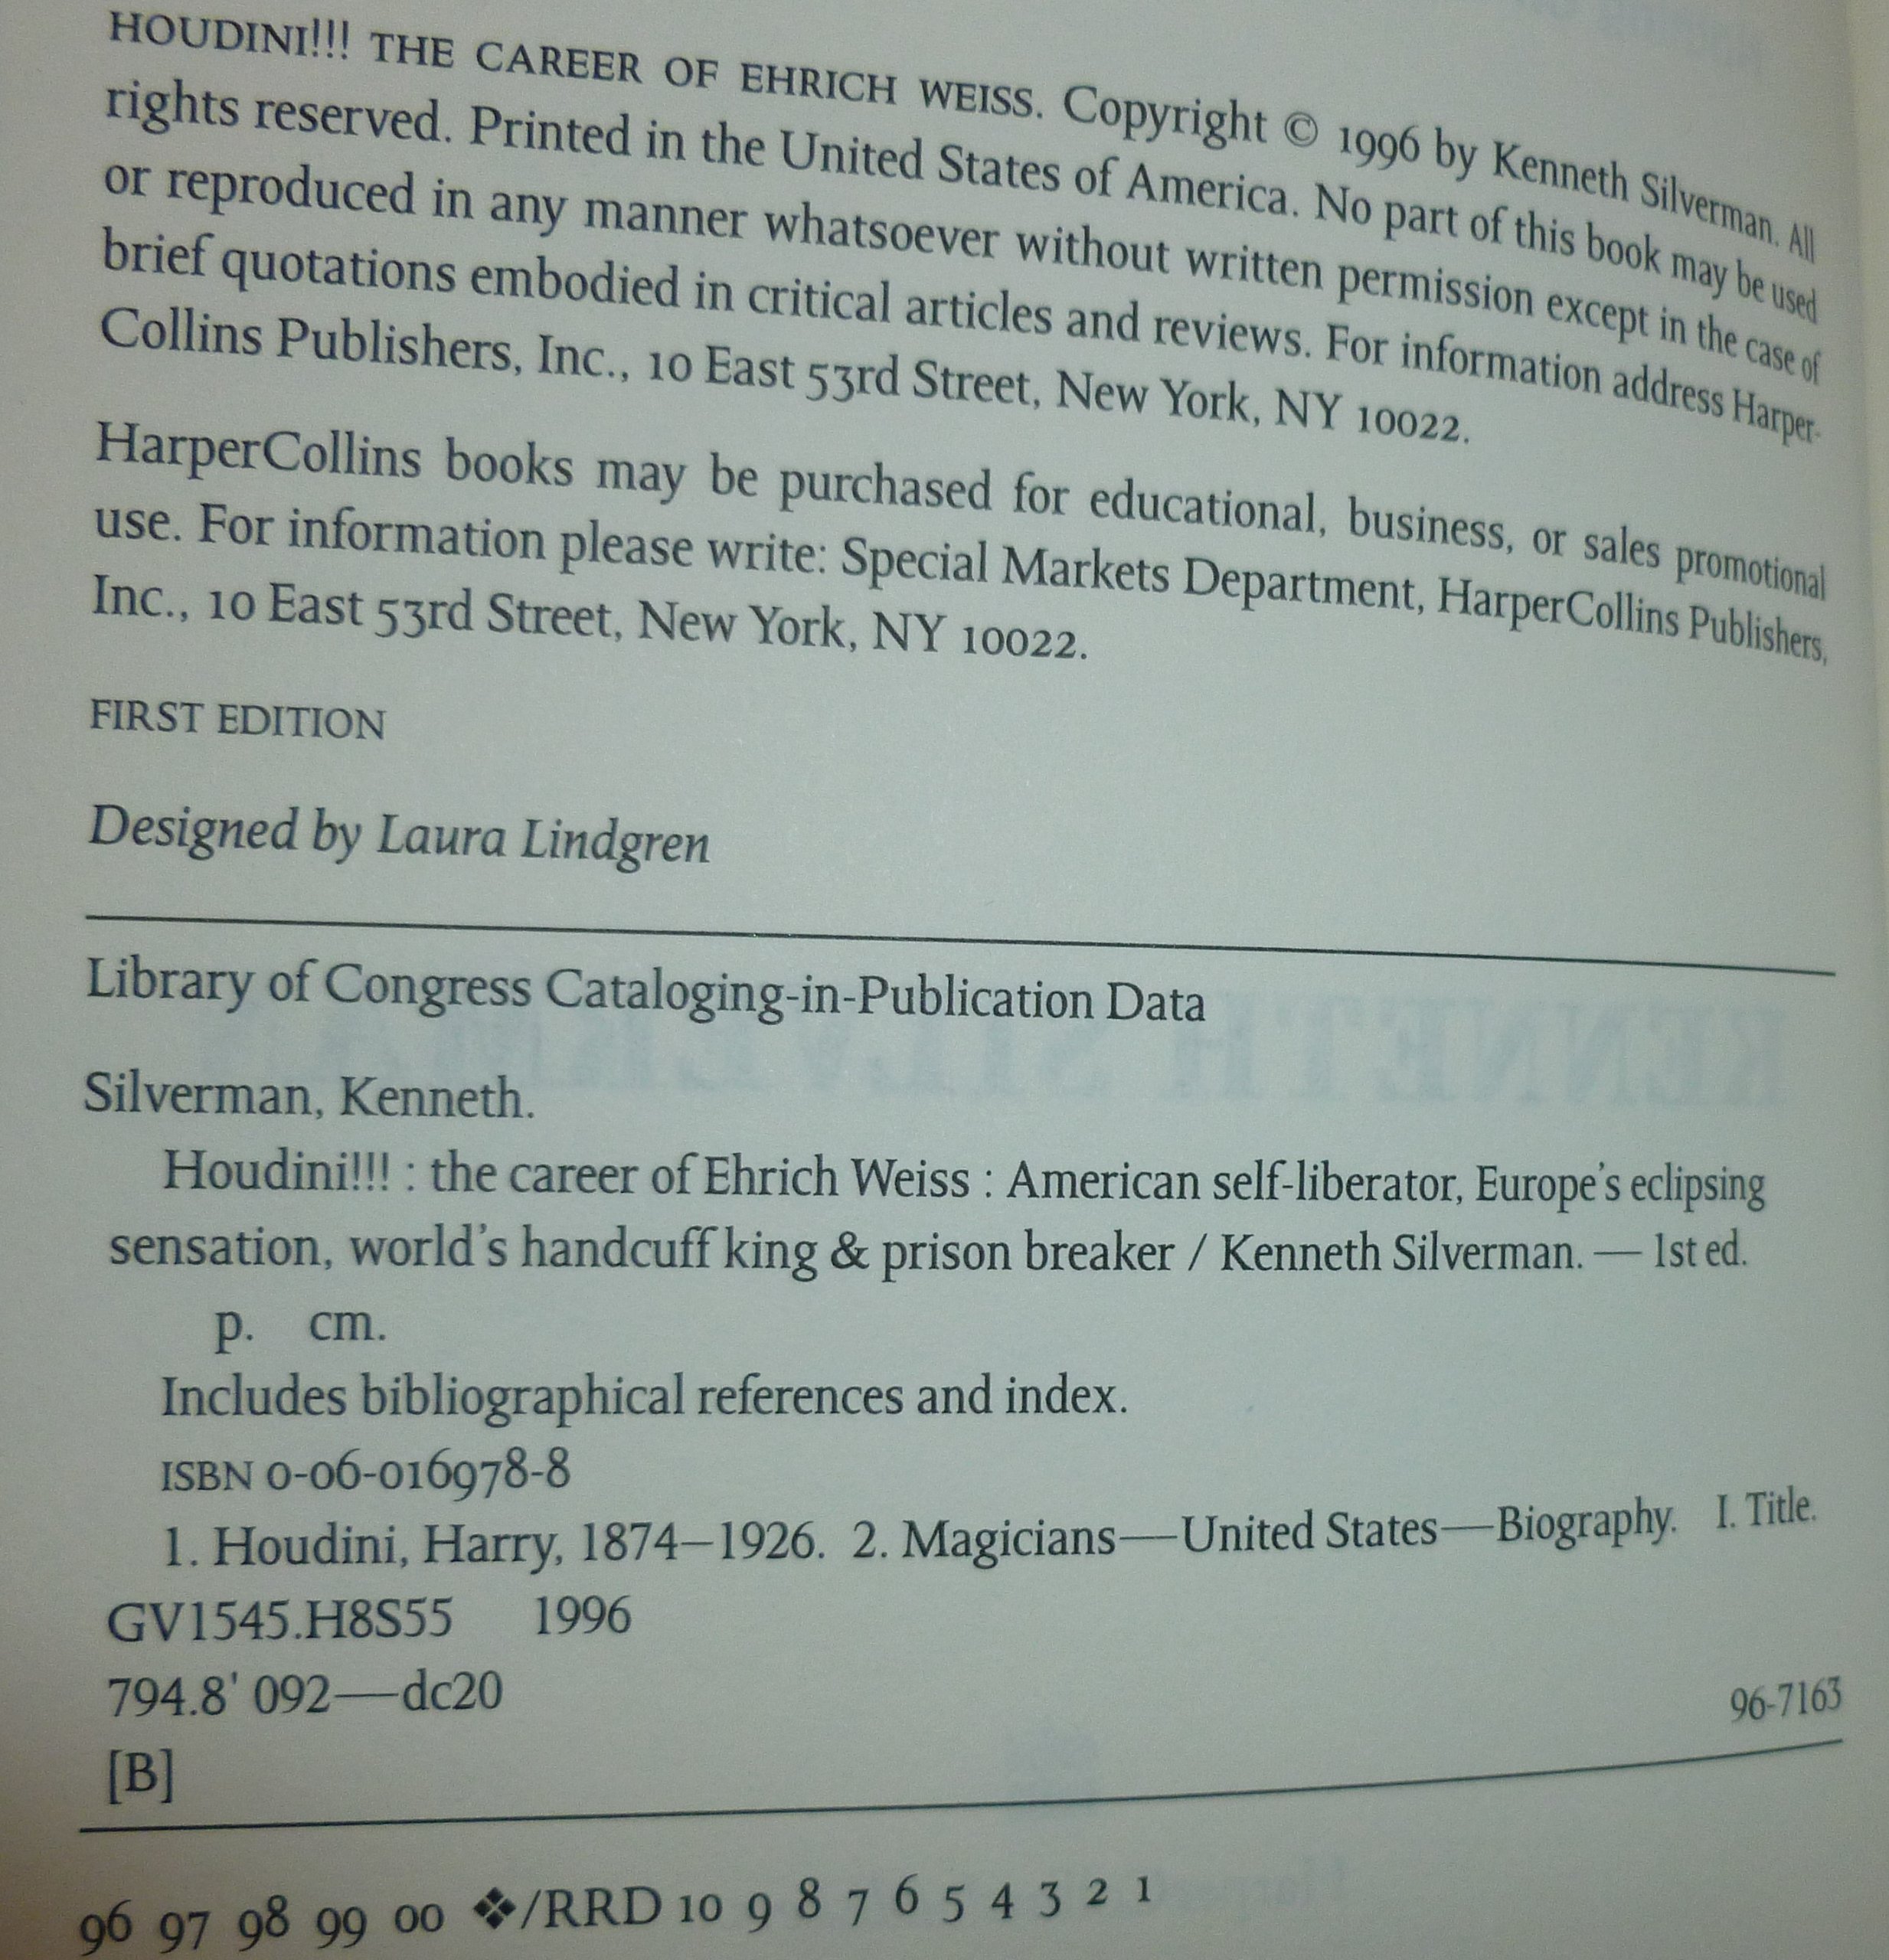 HOUDINI!!! THE CAREER OF EHRICH WEISS. Copyright © 1996 by Kenneth Silverman. All
rights reserved. Printed in the United States of America. No part of this book may be used
or reproduced in any manner whatsoever without written permission except in the case of
brief quotations embodied in critical articles and reviews. For information address Harper-
Collins Publishers, Inc., 10 East 53rd Street, New York, NY 10022.
HarperCollins books may be purchased for educational, business, or sales promotional
use. For information please write: Special Markets Department, HarperCollins Publishers,
Inc., 10 East 53rd Street, New York, NY 10022.
FIRST EDITION
Designed by Laura Lindgren
Library of Congress Cataloging-in-Publication Data
Silverman, Kenneth.
Houdini!!! : the career of Ehrich Weiss : American self-liberator, Europe's eclipsing
sensation, world's handcuff king & prison breaker / Kenneth Silverman. — 1st ed.
p. cm.
Includes bibliographical references and index.
ISBN 0-06-016978-8
1. Houdini, Harry, 1874–1926. 2. Magicians—United States—Biography. I. Title.
GV1545.H8S55 1996
794.8' 092—dc20
96-7163
[B]
96 97 98 99 00 ❖/RRD 10 9 8 7 6 5 4 3 2 1